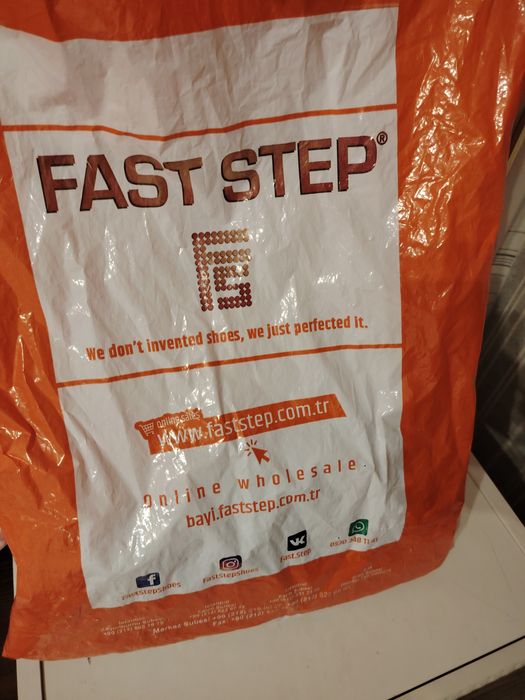 FAST STEP®
We don't invented shoes, we just perfected it.
online sales
www.faststep.com.tr
Online wholesale
bayi.faststep.com.tr
FastStepShoes
FastStepShoes
Fast.Step